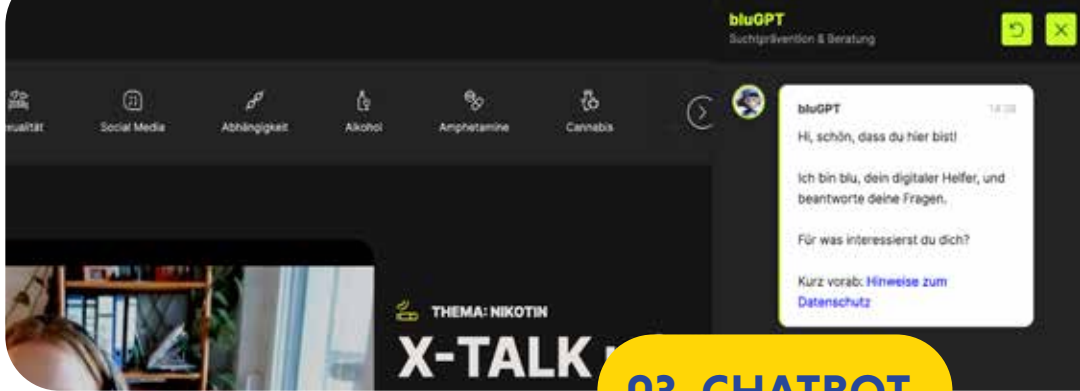 bluGPT
Suchtprävention & Beratung
Social Media
Abhängigkeit
Alkohol
Amphetamine
Cannabis
bluGPT
Hi, schön, dass du hier bist!
Ich bin blu, dein digitaler Helfer, und
beantworte deine Fragen.
Für was interessierst du dich?
Kurz vorab: Hinweise zum
Datenschutz
THEMA: NIKOTIN
X-TALK
03 CHATBOT